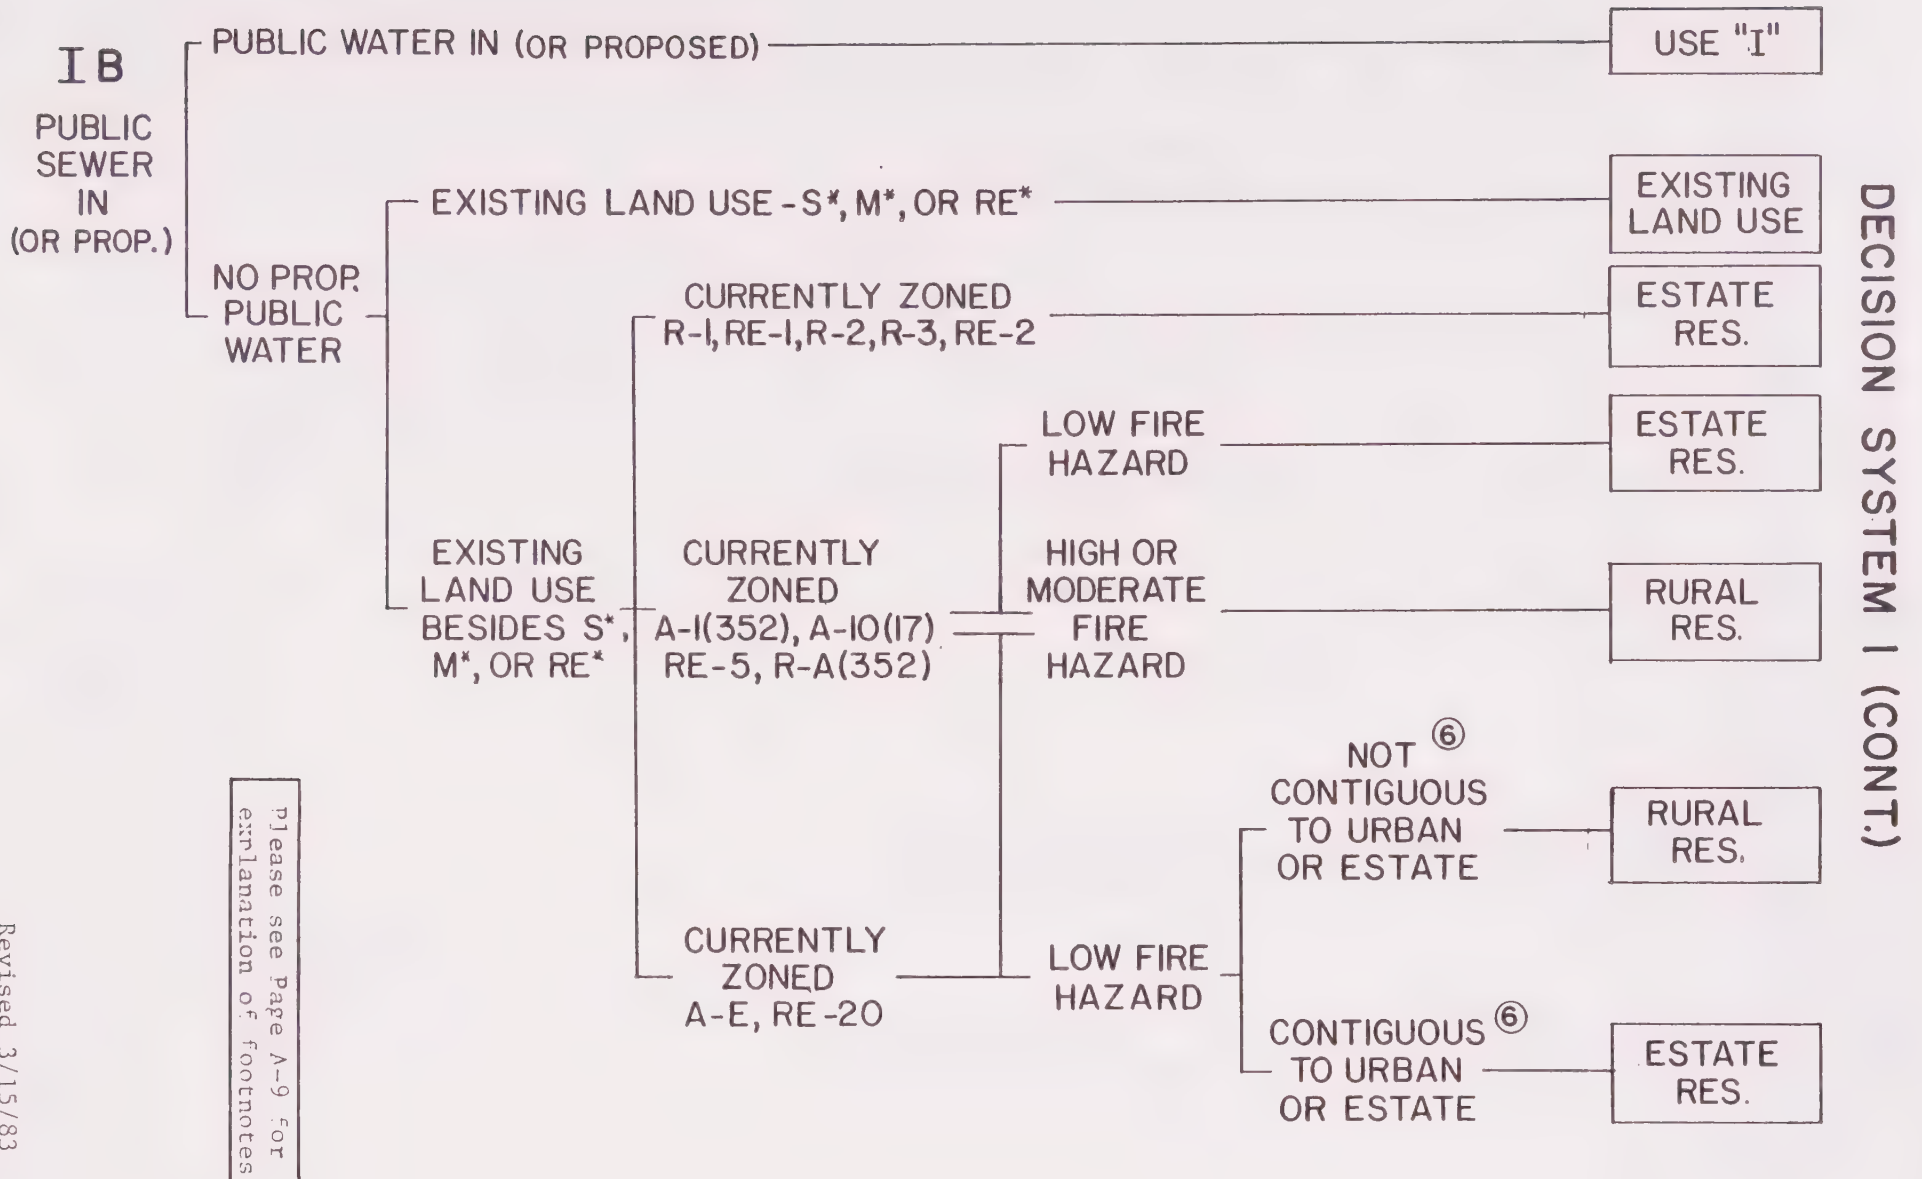 IB
PUBLIC
SEWER
IN
(OR PROP.)
PUBLIC WATER IN (OR PROPOSED)
USE "I"
NO PROP.
PUBLIC
WATER
EXISTING LAND USE - S*, M*, OR RE*
EXISTING
LAND USE
EXISTING
LAND USE
BESIDES S*,
M*, OR RE*
CURRENTLY ZONED
R-1, RE-1, R-2, R-3, RE-2
ESTATE
RES.
CURRENTLY
ZONED
A-1(352), A-10(17)
RE-5, R-A(352)
LOW FIRE
HAZARD
ESTATE
RES.
HIGH OR
MODERATE
FIRE
HAZARD
RURAL
RES.
CURRENTLY
ZONED
A-E, RE-20
LOW FIRE
HAZARD
NOT ⑥
CONTIGUOUS
TO URBAN
OR ESTATE
RURAL
RES.
CONTIGUOUS ⑥
TO URBAN
OR ESTATE
ESTATE
RES.
DECISION SYSTEM I (CONT.)
Please see Page A-9 for
explanation of footnotes
Revised 3/15/83